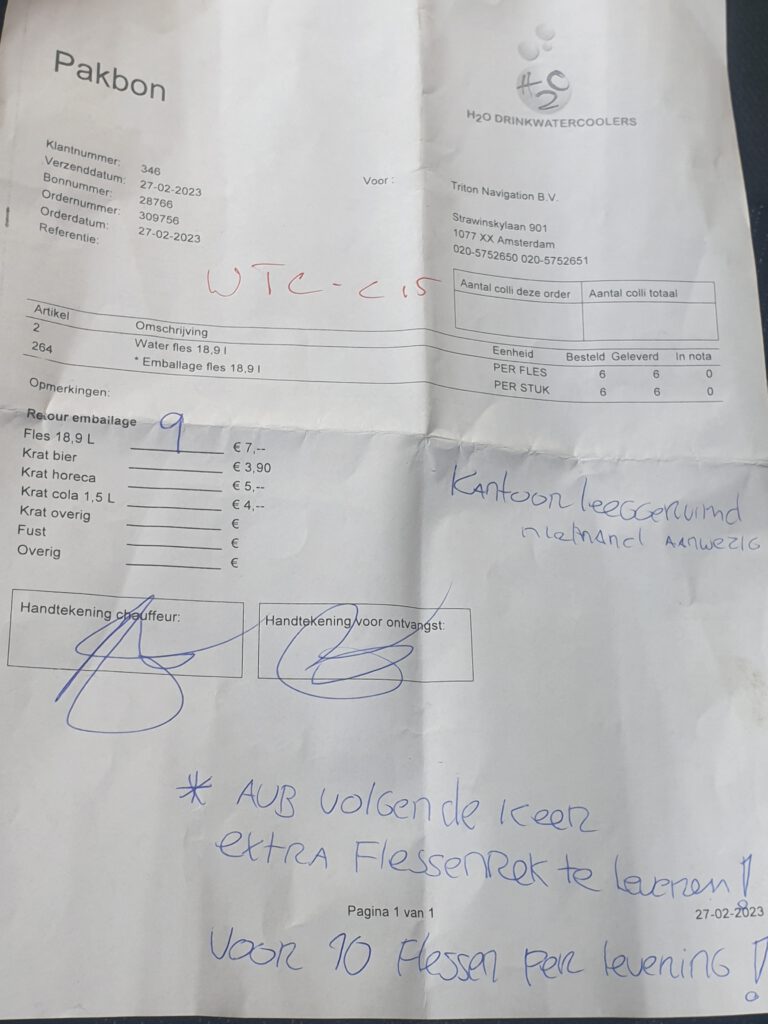 Pakbon
H2O
H2O DRINKWATERCOOLERS
Klantnummer: 346
Verzenddatum: 27-02-2023
Bonnummer: 28766
Ordernummer: 309756
Orderdatum: 27-02-2023
Referentie:
Voor :
Triton Navigation B.V.
Strawinskylaan 901
1077 XX Amsterdam
020-5752650 020-5752651
WTC - C 15
Aantal colli deze order Aantal colli totaal
Artikel Omschrijving Eenheid Besteld Geleverd In nota
2 Water fles 18,9 l PER FLES 6 6 0
264 * Emballage fles 18,9 l PER STUK 6 6 0
Opmerkingen:
Retour emballage
Fles 18,9 L 9 € 7,--
Krat bier € 3,90
Krat horeca € 5,--
Krat cola 1,5 L € 4,--
Krat overig €
Fust €
Overig €
Kantoor leeggeruimd
niemand aanwezig
Handtekening chauffeur: Handtekening voor ontvangst:
* AUB volgende keer
extra Flessenrek te leveren!
Pagina 1 van 1 27-02-2023
voor 10 Flessen per levering!